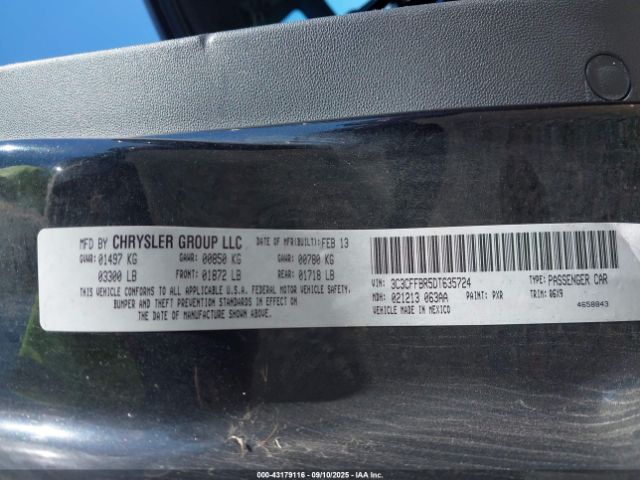 MFD BY CHRYSLER GROUP LLC DATE OF MFR(BUILT): FEB 13
GVWR: 01497 KG GAWR: 00850 KG GAWR: 00780 KG
03300 LB FRONT: 01872 LB REAR: 01718 LB
THIS VEHICLE CONFORMS TO ALL APPLICABLE U.S.A. FEDERAL MOTOR VEHICLE SAFETY,
BUMPER AND THEFT PREVENTION STANDARDS IN EFFECT ON
THE DATE OF MANUFACTURE SHOWN ABOVE.
VIN: 3C3CFFBR5DT635724 TYPE: PASSENGER CAR
MDH: 021213 063AA PAINT: PXR TRIM: A6X9
VEHICLE MADE IN MEXICO 4658843
000-43179116 - 09/10/2025 - IAA Inc.